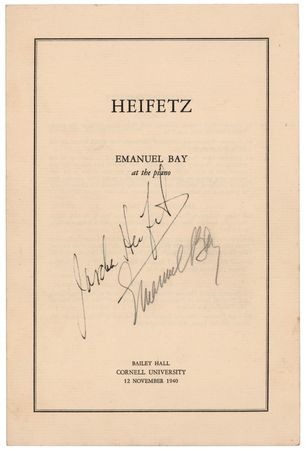 HEIFETZ
EMANUEL BAY
at the piano
Jascha Heifetz
Emanuel Bay
BAILEY HALL
CORNELL UNIVERSITY
12 NOVEMBER 1940